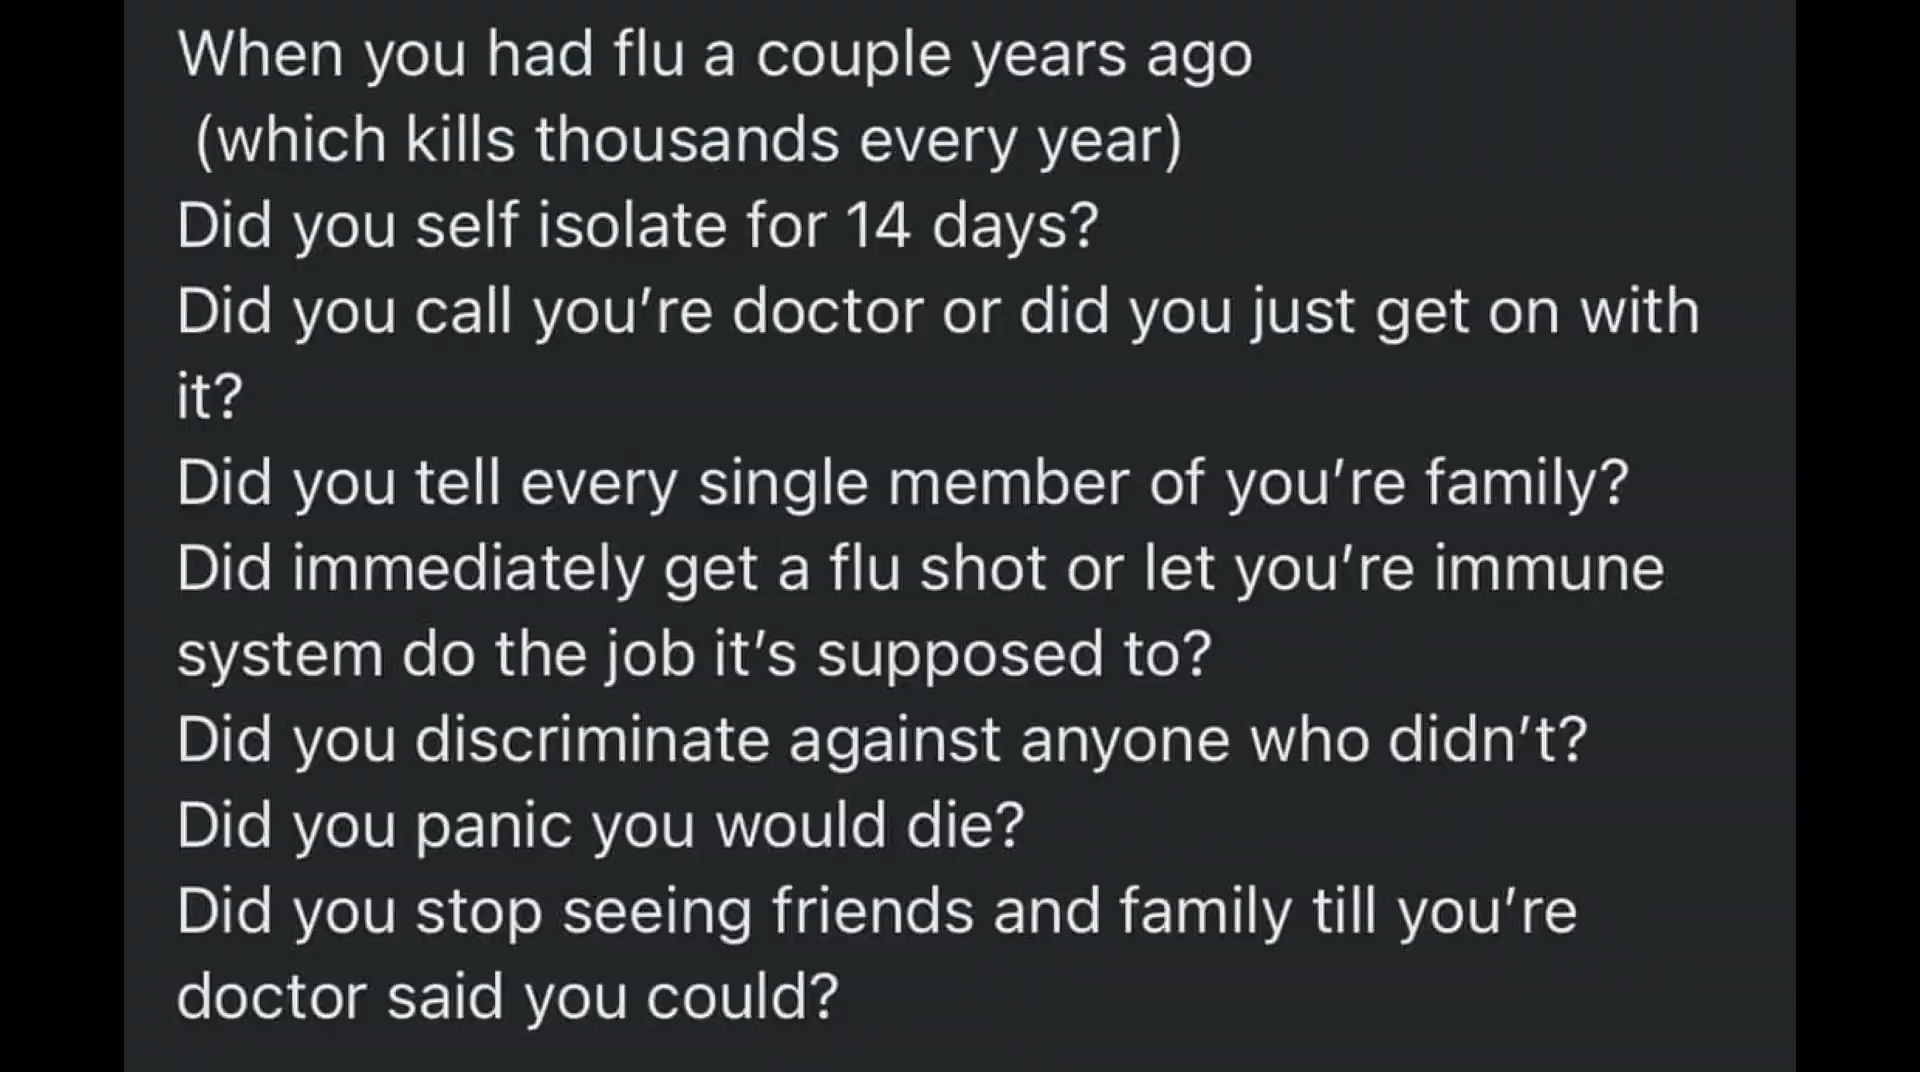 When you had flu a couple years ago
(which kills thousands every year)
Did you self isolate for 14 days?
Did you call you’re doctor or did you just get on with
it?
Did you tell every single member of you’re family?
Did immediately get a flu shot or let you’re immune
system do the job it’s supposed to?
Did you discriminate against anyone who didn’t?
Did you panic you would die?
Did you stop seeing friends and family till you’re
doctor said you could?